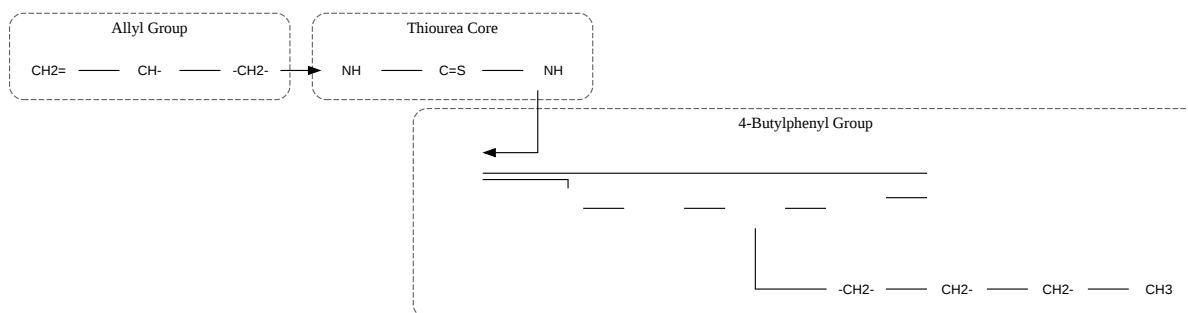 Allyl Group
Thiourea Core
CH2=
CH-
-CH2-
NH
C=S
NH
4-Butylphenyl Group
-CH2-
CH2-
CH2-
CH3